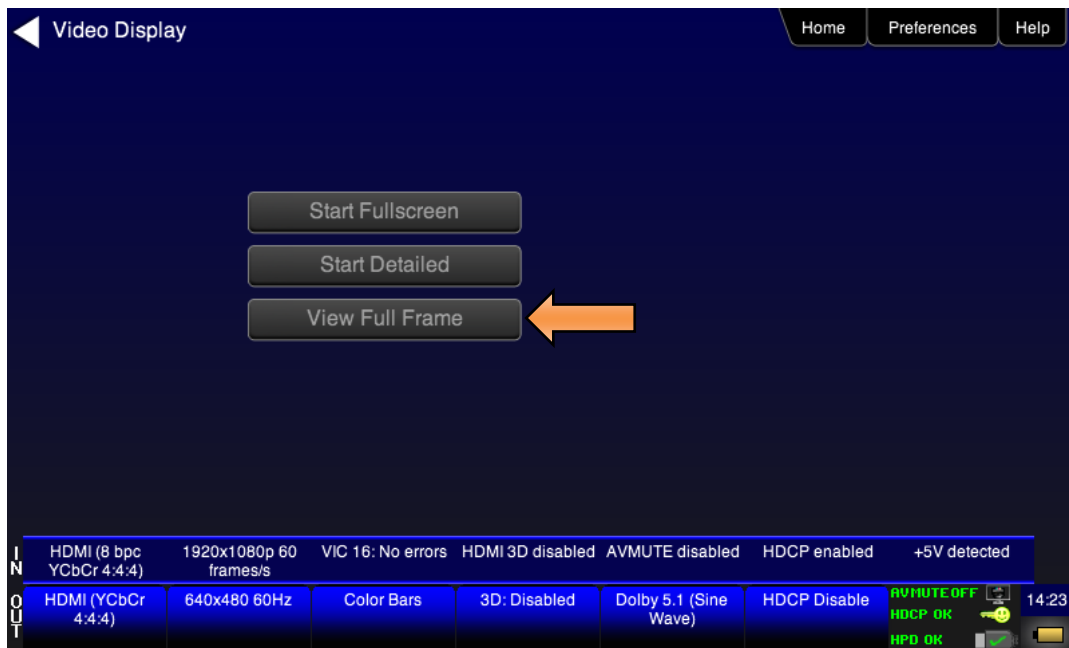 Video Display
Home
Preferences
Help
Start Fullscreen
Start Detailed
View Full Frame
IN
HDMI (8 bpc
YCbCr 4:4:4)
1920x1080p 60
frames/s
VIC 16: No errors
HDMI 3D disabled
AVMUTE disabled
HDCP enabled
+5V detected
OUT
HDMI (YCbCr
4:4:4)
640x480 60Hz
Color Bars
3D: Disabled
Dolby 5.1 (Sine
Wave)
HDCP Disable
AVMUTEOFF
HDCP OK
HPD OK
14:23